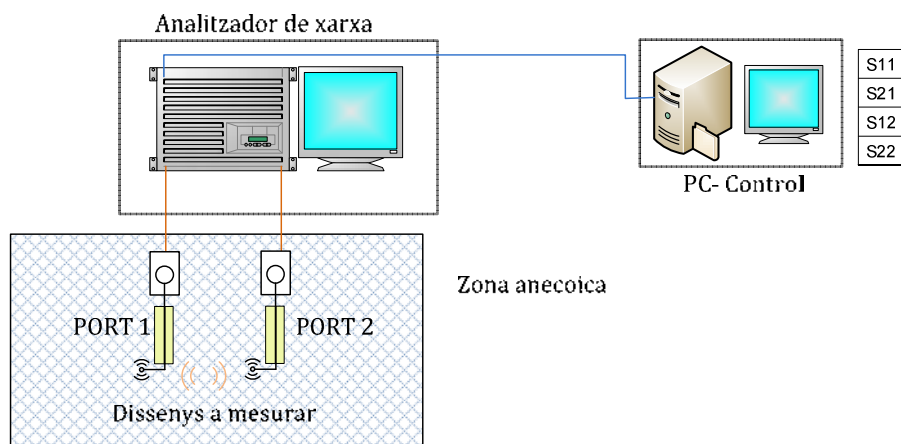 Analitzador de xarxa
S11
S21
S12
S22
PC- Control
Zona anecoica
PORT 1
PORT 2
Dissenys a mesurar